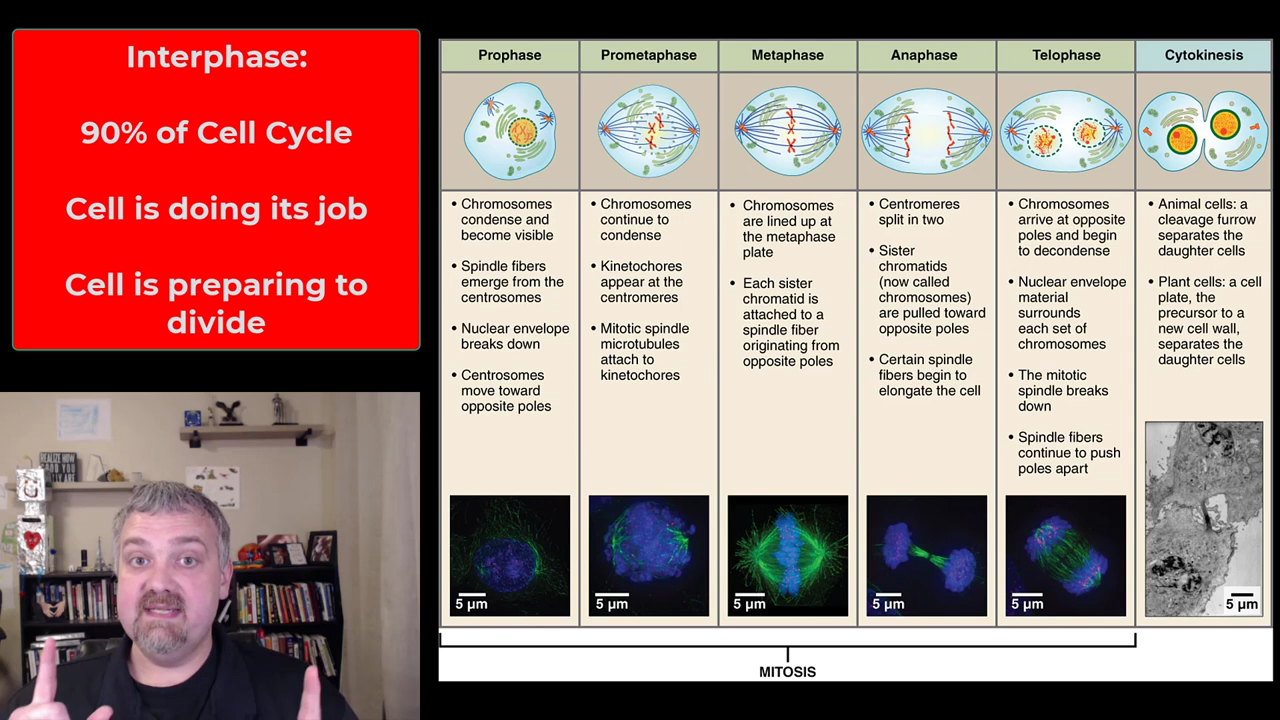 Interphase:
90% of Cell Cycle
Cell is doing its job
Cell is preparing to
divide
Prophase
Prometaphase
Metaphase
Anaphase
Telophase
Cytokinesis
• Chromosomes
condense and
become visible
• Spindle fibers
emerge from the
centrosomes
• Nuclear envelope
breaks down
• Centrosomes
move toward
opposite poles
• Chromosomes
continue to
condense
• Kinetochores
appear at the
centromeres
• Mitotic spindle
microtubules
attach to
kinetochores
• Chromosomes
are lined up at
the metaphase
plate
• Each sister
chromatid is
attached to a
spindle fiber
originating from
opposite poles
• Centromeres
split in two
• Sister
chromatids
(now called
chromosomes)
are pulled toward
opposite poles
• Certain spindle
fibers begin to
elongate the cell
• Chromosomes
arrive at opposite
poles and begin
to decondense
• Nuclear envelope
material
surrounds
each set of
chromosomes
• The mitotic
spindle breaks
down
• Spindle fibers
continue to push
poles apart
• Animal cells: a
cleavage furrow
separates the
daughter cells
• Plant cells: a cell
plate, the
precursor to a
new cell wall,
separates the
daughter cells
5 µm
5 µm
5 µm
5 µm
5 µm
5 µm
MITOSIS